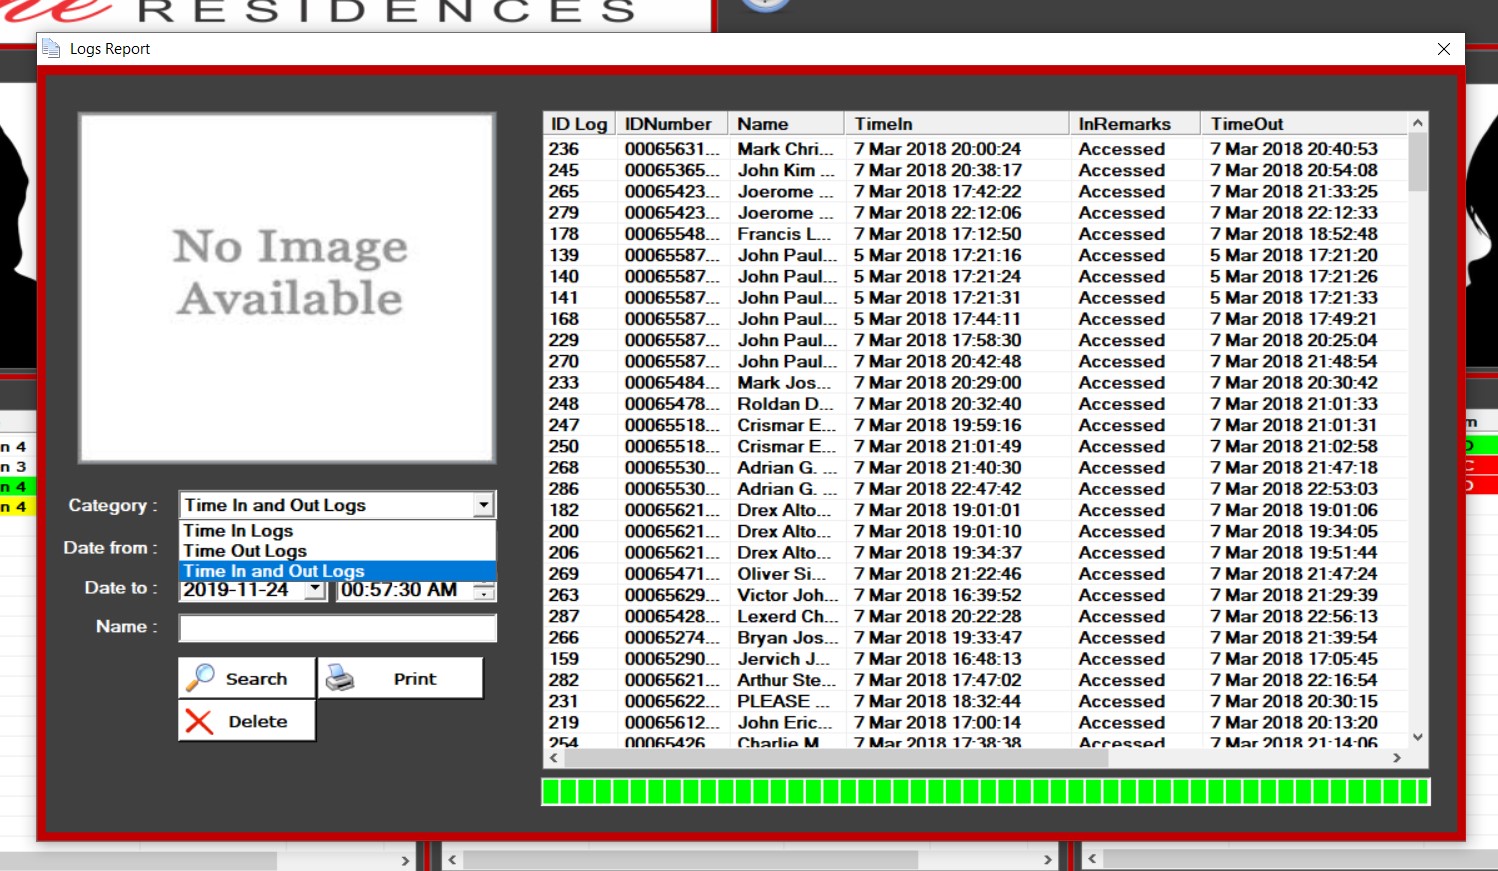 RESIDENCES
Logs Report
No Image
Available
Category :
Time In and Out Logs
Time In Logs
Time Out Logs
Time In and Out Logs
Date from :
Date to :
2019-11-24
00:57:30 AM
Name :
Search
Print
Delete
ID Log IDNumber Name TimeIn InRemarks TimeOut
236 00065631... Mark Chri... 7 Mar 2018 20:00:24 Accessed 7 Mar 2018 20:40:53
245 00065365... John Kim ... 7 Mar 2018 20:38:17 Accessed 7 Mar 2018 20:54:08
265 00065423... Joerome ... 7 Mar 2018 17:42:22 Accessed 7 Mar 2018 21:33:25
279 00065423... Joerome ... 7 Mar 2018 22:12:06 Accessed 7 Mar 2018 22:12:33
178 00065548... Francis L... 7 Mar 2018 17:12:50 Accessed 7 Mar 2018 18:52:48
139 00065587... John Paul... 5 Mar 2018 17:21:16 Accessed 5 Mar 2018 17:21:20
140 00065587... John Paul... 5 Mar 2018 17:21:24 Accessed 5 Mar 2018 17:21:26
141 00065587... John Paul... 5 Mar 2018 17:21:31 Accessed 5 Mar 2018 17:21:33
168 00065587... John Paul... 5 Mar 2018 17:44:11 Accessed 7 Mar 2018 17:49:21
229 00065587... John Paul... 7 Mar 2018 17:58:30 Accessed 7 Mar 2018 20:25:04
270 00065587... John Paul... 7 Mar 2018 20:42:48 Accessed 7 Mar 2018 21:48:54
233 00065484... Mark Jos... 7 Mar 2018 20:29:00 Accessed 7 Mar 2018 20:30:42
248 00065478... Roldan D... 7 Mar 2018 20:32:40 Accessed 7 Mar 2018 21:01:33
247 00065518... Crismar E... 7 Mar 2018 19:59:16 Accessed 7 Mar 2018 21:01:31
250 00065518... Crismar E... 7 Mar 2018 21:01:49 Accessed 7 Mar 2018 21:02:58
268 00065530... Adrian G. ... 7 Mar 2018 21:40:30 Accessed 7 Mar 2018 21:47:18
286 00065530... Adrian G. ... 7 Mar 2018 22:47:42 Accessed 7 Mar 2018 22:53:03
182 00065621... Drex Alto... 7 Mar 2018 19:01:01 Accessed 7 Mar 2018 19:01:06
200 00065621... Drex Alto... 7 Mar 2018 19:01:10 Accessed 7 Mar 2018 19:34:05
206 00065621... Drex Alto... 7 Mar 2018 19:34:37 Accessed 7 Mar 2018 19:51:44
269 00065471... Oliver Si... 7 Mar 2018 21:22:46 Accessed 7 Mar 2018 21:47:24
263 00065629... Victor Joh... 7 Mar 2018 16:39:52 Accessed 7 Mar 2018 21:29:39
287 00065428... Lexerd Ch... 7 Mar 2018 20:22:28 Accessed 7 Mar 2018 22:56:13
266 00065274... Bryan Jos... 7 Mar 2018 19:33:47 Accessed 7 Mar 2018 21:39:54
159 00065290... Jervich J... 7 Mar 2018 16:48:13 Accessed 7 Mar 2018 17:05:45
282 00065621... Arthur Ste... 7 Mar 2018 17:47:02 Accessed 7 Mar 2018 22:16:54
231 00065622... PLEASE ... 7 Mar 2018 18:32:44 Accessed 7 Mar 2018 20:30:15
219 00065612... John Eric... 7 Mar 2018 17:00:14 Accessed 7 Mar 2018 20:13:20
254 00065426... Charlie M... 7 Mar 2018 17:38:38 Accessed 7 Mar 2018 21:14:06
n 4
n 3
n 4
n 4